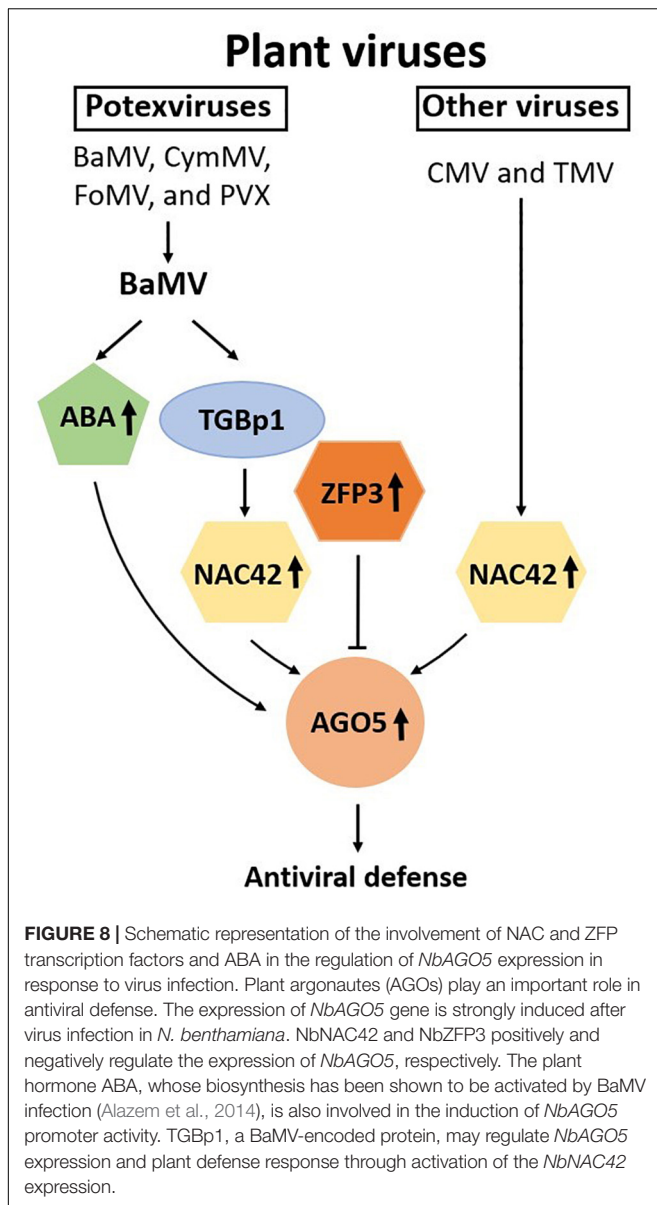 Plant viruses
Potexviruses
Other viruses
BaMV, CymMV,
FoMV, and PVX
CMV and TMV
BaMV
ABA
TGBp1
ZFP3
NAC42
NAC42
AGO5
Antiviral defense
FIGURE 8 | Schematic representation of the involvement of NAC and ZFP
transcription factors and ABA in the regulation of NbAGO5 expression in
response to virus infection. Plant argonautes (AGOs) play an important role in
antiviral defense. The expression of NbAGO5 gene is strongly induced after
virus infection in N. benthamiana. NbNAC42 and NbZFP3 positively and
negatively regulate the expression of NbAGO5, respectively. The plant
hormone ABA, whose biosynthesis has been shown to be activated by BaMV
infection (Alazem et al., 2014), is also involved in the induction of NbAGO5
promoter activity. TGBp1, a BaMV-encoded protein, may regulate NbAGO5
expression and plant defense response through activation of the NbNAC42
expression.